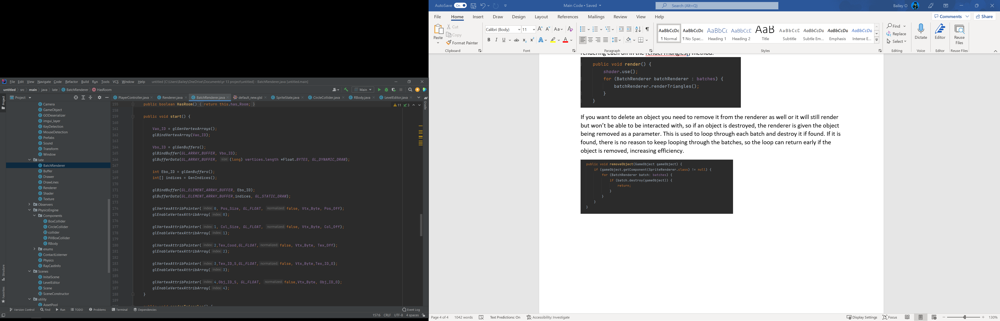 File Edit View Navigate Code Refactor Build Run Tools VCS Window Help untitled [C:\Users\Bailey\OneDrive\Documents\yr 13 project\untitled] - BatchRenderer.java [untitled.main]
untitled > src > main > java > late > BatchRenderer > HasRoom
Main
Project
PlayerController.java
Renderer.java
BatchRenderer.java
default_new.glsl
SpriteState.java
CircleCollider.java
RBody.java
LevelEditor.java
Project
Structure
Favorites
Gradle
Camera
GameObject
GODeserializer
imgui_layer
KeyDetection
MouseDetection
Prefabs
Sound
Transform
Window
late
BatchRenderer
Buffer
Drawer
DrawLines
Renderer
Shader
Texture
Observers
PhysicsEngine
Components
BoxCollider
CircleCollider
collider
PillBoxCollider
RBody
enums
ContactListerner
Physics
RayCastInfo
Scenes
InitalScene
LevelEditor
Scene
SceneConstructor
utility
AssetPool
11 3
155 public boolean HasRoom() { return this.has_Room; }
158
159 public void start() {
160
161 Vao_ID = glGenVertexArrays();
162 glBindVertexArray(Vao_ID);
163
164 Vbo_ID = glGenBuffers();
165 glBindBuffer(GL_ARRAY_BUFFER, Vbo_ID);
166 glBufferData(GL_ARRAY_BUFFER, size: (long) vertices.length *Float.BYTES, GL_DYNAMIC_DRAW);
167
168 int Ebo_ID = glGenBuffers();
169 int[] indices = GenIndices();
170
171 glBindBuffer(GL_ELEMENT_ARRAY_BUFFER, Ebo_ID);
172 glBufferData(GL_ELEMENT_ARRAY_BUFFER,indices, GL_STATIC_DRAW);
173
174 glVertexAttribPointer( index: 0, Pos_Size, GL_FLOAT, normalized: false, Vtx_Byte, Pos_Off);
175 glEnableVertexAttribArray( index: 0);
176
177 glVertexAttribPointer( index: 1, Col_Size, GL_FLOAT, normalized: false, Vtx_Byte, Col_Off);
178 glEnableVertexAttribArray( index: 1);
179
180 glVertexAttribPointer( index: 2,Tex_Cood,GL_FLOAT, normalized: false, Vtx_Byte, Tex_Off);
181 glEnableVertexAttribArray( index: 2);
182
183 glVertexAttribPointer( index: 3,Tex_ID_S,GL_FLOAT, normalized: false, Vtx_Byte,Tex_ID_O);
184 glEnableVertexAttribArray( index: 3);
185
186 glVertexAttribPointer( index: 4,Obj_ID_S, GL_FLOAT, normalized: false,Vtx_Byte, Obj_ID_O);
187 glEnableVertexAttribArray( index: 4);
188 }
189
Version Control Find Run TODO Problems Terminal Dependencies Event Log
157:6 CRLF UTF-8 4 spaces
AutoSave On Main Code • Saved Search (Alt+Q) Bailey O
File Home Insert Draw Design Layout References Mailings Review View Help Comments Share
Paste
Cut
Copy
Format Painter
Clipboard
Calibri (Body) 11
Font
Paragraph
AaBbCcDc AaBbCcDc AaBbCc AaBbCcE AaB AaBbCcD AaBbCcDa AaBbCcDa AaBbCcDa
¶ Normal ¶ No Spac... Heading 1 Heading 2 Title Subtitle Subtle Em... Emphasis Intense E...
Styles
Find
Replace
Select
Editing
Dictate
Voice
Editor
Editor
Reuse Files
Reuse Files
rendering each on in the renderTriangles() method.
public void render() {
shader.use();
for (BatchRenderer batchRenderer : batches) {
batchRenderer.renderTriangles();
}
}
If you want to delete an object you need to remove it from the renderer as well or it will still render
but won't be able to be interacted with, so if an object is destroyed, the renderer is given the object
being removed as a parameter. This is used to loop through each batch and destroy it if found. If it is
found, there is no reason to keep looping through the batches, so the loop can return early if the
object is removed, increasing efficiency.
public void removeObject(GameObject gameObject) {
if (gameObject.getComponent(SpriteRenderer.class) != null) {
for (BatchRenderer batch: batches) {
if (batch.destroy(gameObject)) {
return;
}
}
}
}
Page 4 of 4 1042 words Text Predictions: On Accessibility: Investigate Display Settings Focus 130%